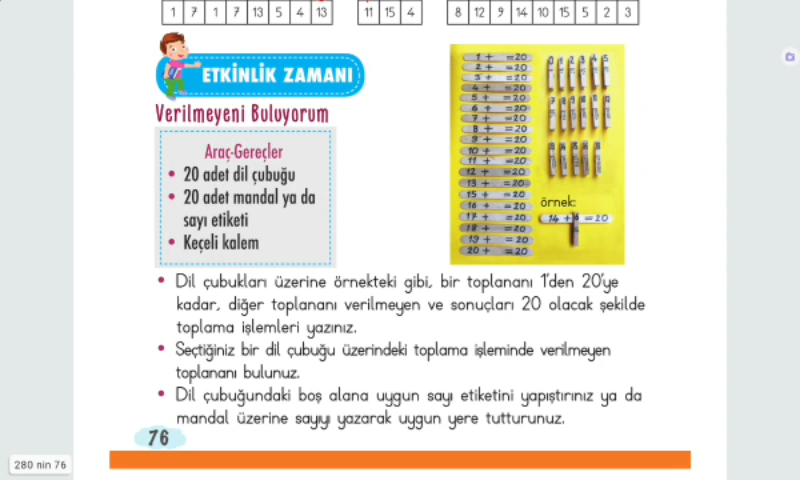 1 7 1 7 13 5 4 13 11 15 4 8 12 9 14 10 15 5 2 3
ETKİNLİK ZAMANI
Verilmeyeni Buluyorum
Araç-Gereçler
• 20 adet dil çubuğu
• 20 adet mandal ya da
sayı etiketi
• Keçeli kalem
1 + =20
2 + =20
3 + =20
4 + =20
5 + =20
6 + =20
7 + =20
8 + =20
9 + =20
10 + =20
11 + =20
12 + =20
13 + =20
15 + =20
16 + =20
17 + =20
18 + =20
19 + =20
20 + =20
örnek:
14 + 6 = 20
• Dil çubukları üzerine örnekteki gibi, bir toplananı 1'den 20'ye
kadar, diğer toplananı verilmeyen ve sonuçları 20 olacak şekilde
toplama işlemleri yazınız.
• Seçtiğiniz bir dil çubuğu üzerindeki toplama işleminde verilmeyen
toplananı bulunuz.
• Dil çubuğundaki boş alana uygun sayı etiketini yapıştırınız ya da
mandal üzerine sayıyı yazarak uygun yere tutturunuz.
76
280 nin 76